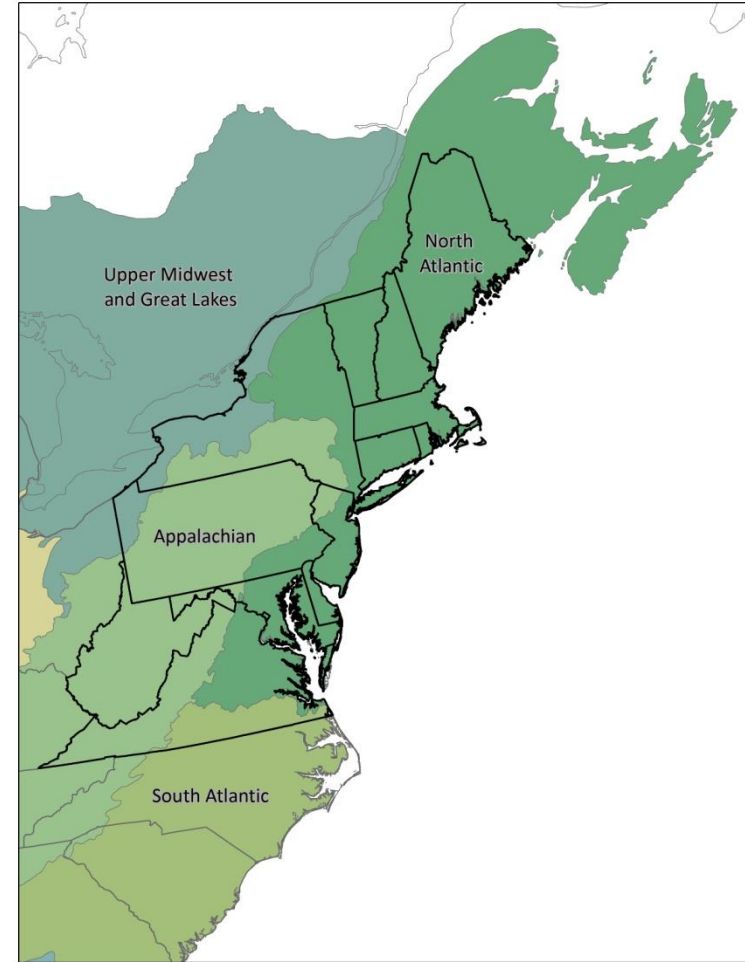 North
Atlantic
Upper Midwest
and Great Lakes
Appalachian
South Atlantic